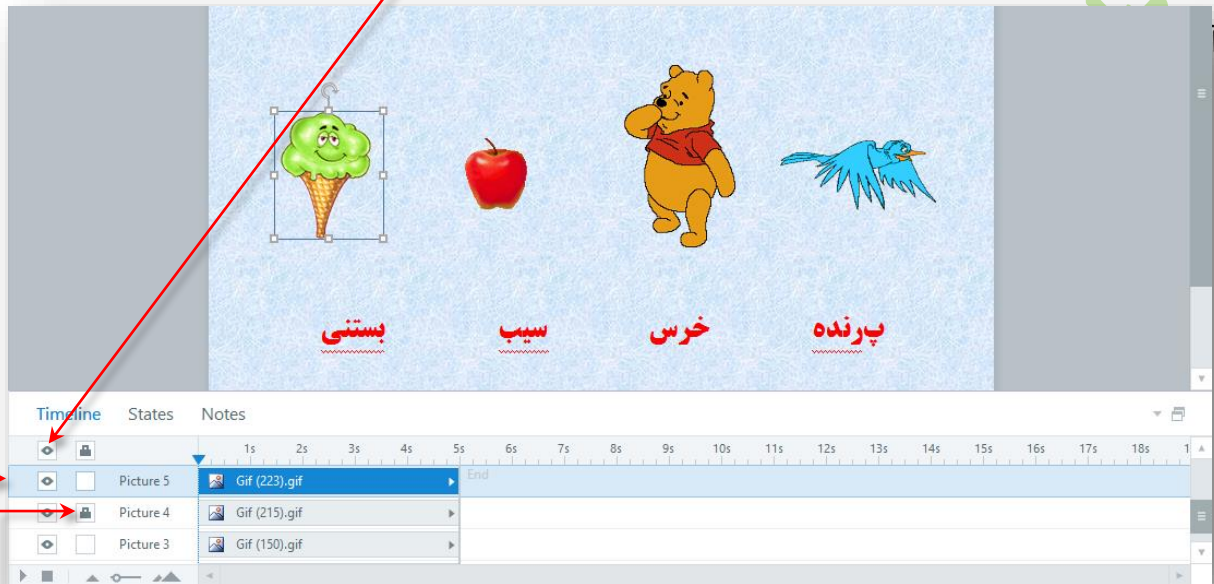 پرنده خرس سیب بستنی
Timeline States Notes
1s 2s 3s 4s 5s 6s 7s 8s 9s 10s 11s 12s 13s 14s 15s 16s 17s 18s 1
Picture 5 Gif (223).gif End
Picture 4 Gif (215).gif
Picture 3 Gif (150).gif